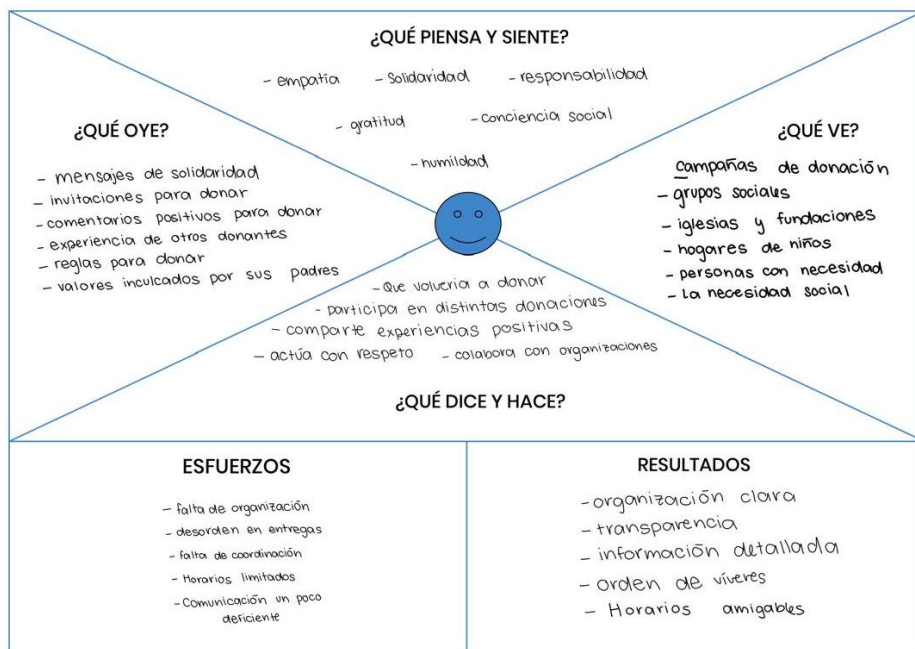 ¿QUÉ PIENSA Y SIENTE?
- empatía - Solidaridad - responsabilidad
- gratitud - conciencia social
- humildad
¿QUÉ OYE?
- mensajes de solidaridad
- invitaciones para donar
- comentarios positivos para donar
- experiencia de otros donantes
- reglas para donar
- valores inculcados por sus padres
¿QUÉ VE?
campañas de donación
- grupos sociales
- iglesias y fundaciones
- hogares de niños
- personas con necesidad
- La necesidad social
- Que volveria a donar
- participa en distintas donaciones
- comparte experiencias positivas
- actúa con respeto - colabora con organizaciones
¿QUÉ DICE Y HACE?
ESFUERZOS
- falta de organización
- desorden en entregas
- falta de coordinación
- Horarios limitados
- Comunicación un poco
deficiente
RESULTADOS
- organización clara
- transparencia
- información detallada
- orden de víveres
- Horarios amigables